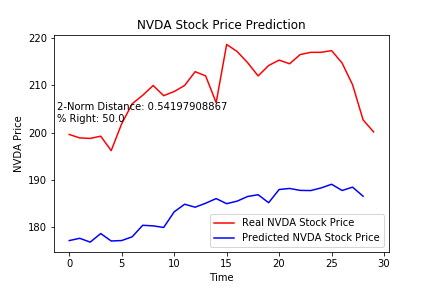 NVDA Stock Price Prediction
220
210
200
190
180
NVDA Price
2-Norm Distance: 0.54197908867
% Right: 50.0
Real NVDA Stock Price
Predicted NVDA Stock Price
0 5 10 15 20 25 30
Time